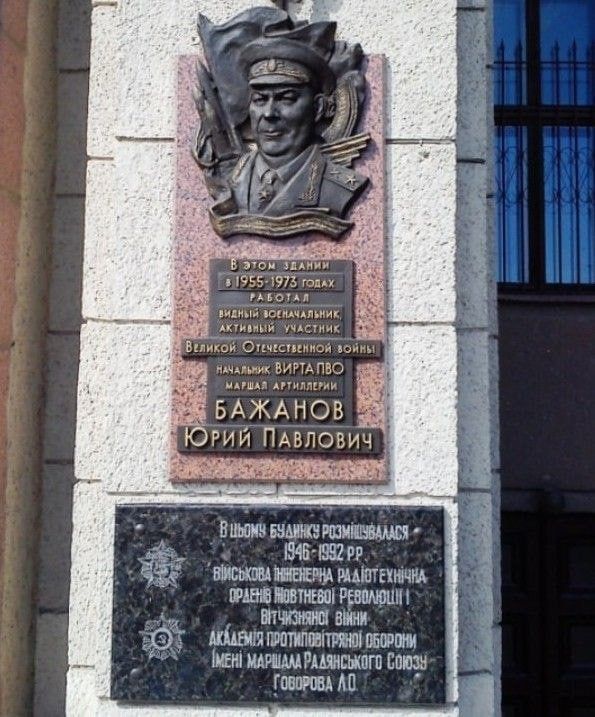 В ЭТОМ ЗДАНИИ
В 1955-1973 ГОДАХ
РАБОТАЛ
ВИДНЫЙ ВОЕНАЧАЛЬНИК,
АКТИВНЫЙ УЧАСТНИК
ВЕЛИКОЙ ОТЕЧЕСТВЕННОЙ ВОЙНЫ
НАЧАЛЬНИК ВИРТА ПВО
МАРШАЛ АРТИЛЛЕРИИ
БАЖАНОВ
ЮРИЙ ПАВЛОВИЧ
В ЦЬОМУ БУДИНКУ РОЗМІЩУВАЛАСЯ
1946-1992 Р.Р.
ВІЙСЬКОВА ІНЖЕНЕРНА РАДІОТЕХНІЧНА
ОРДЕНІВ ЖОВТНЕВОЇ РЕВОЛЮЦІЇ І
ВІТЧИЗНЯНОЇ ВІЙНИ
АКАДЕМІЯ ПРОТИПОВІТРЯНОЇ ОБОРОНИ
ІМЕНІ МАРШАЛА РАДЯНСЬКОГО СОЮЗУ
ГОВОРОВА Л.О.